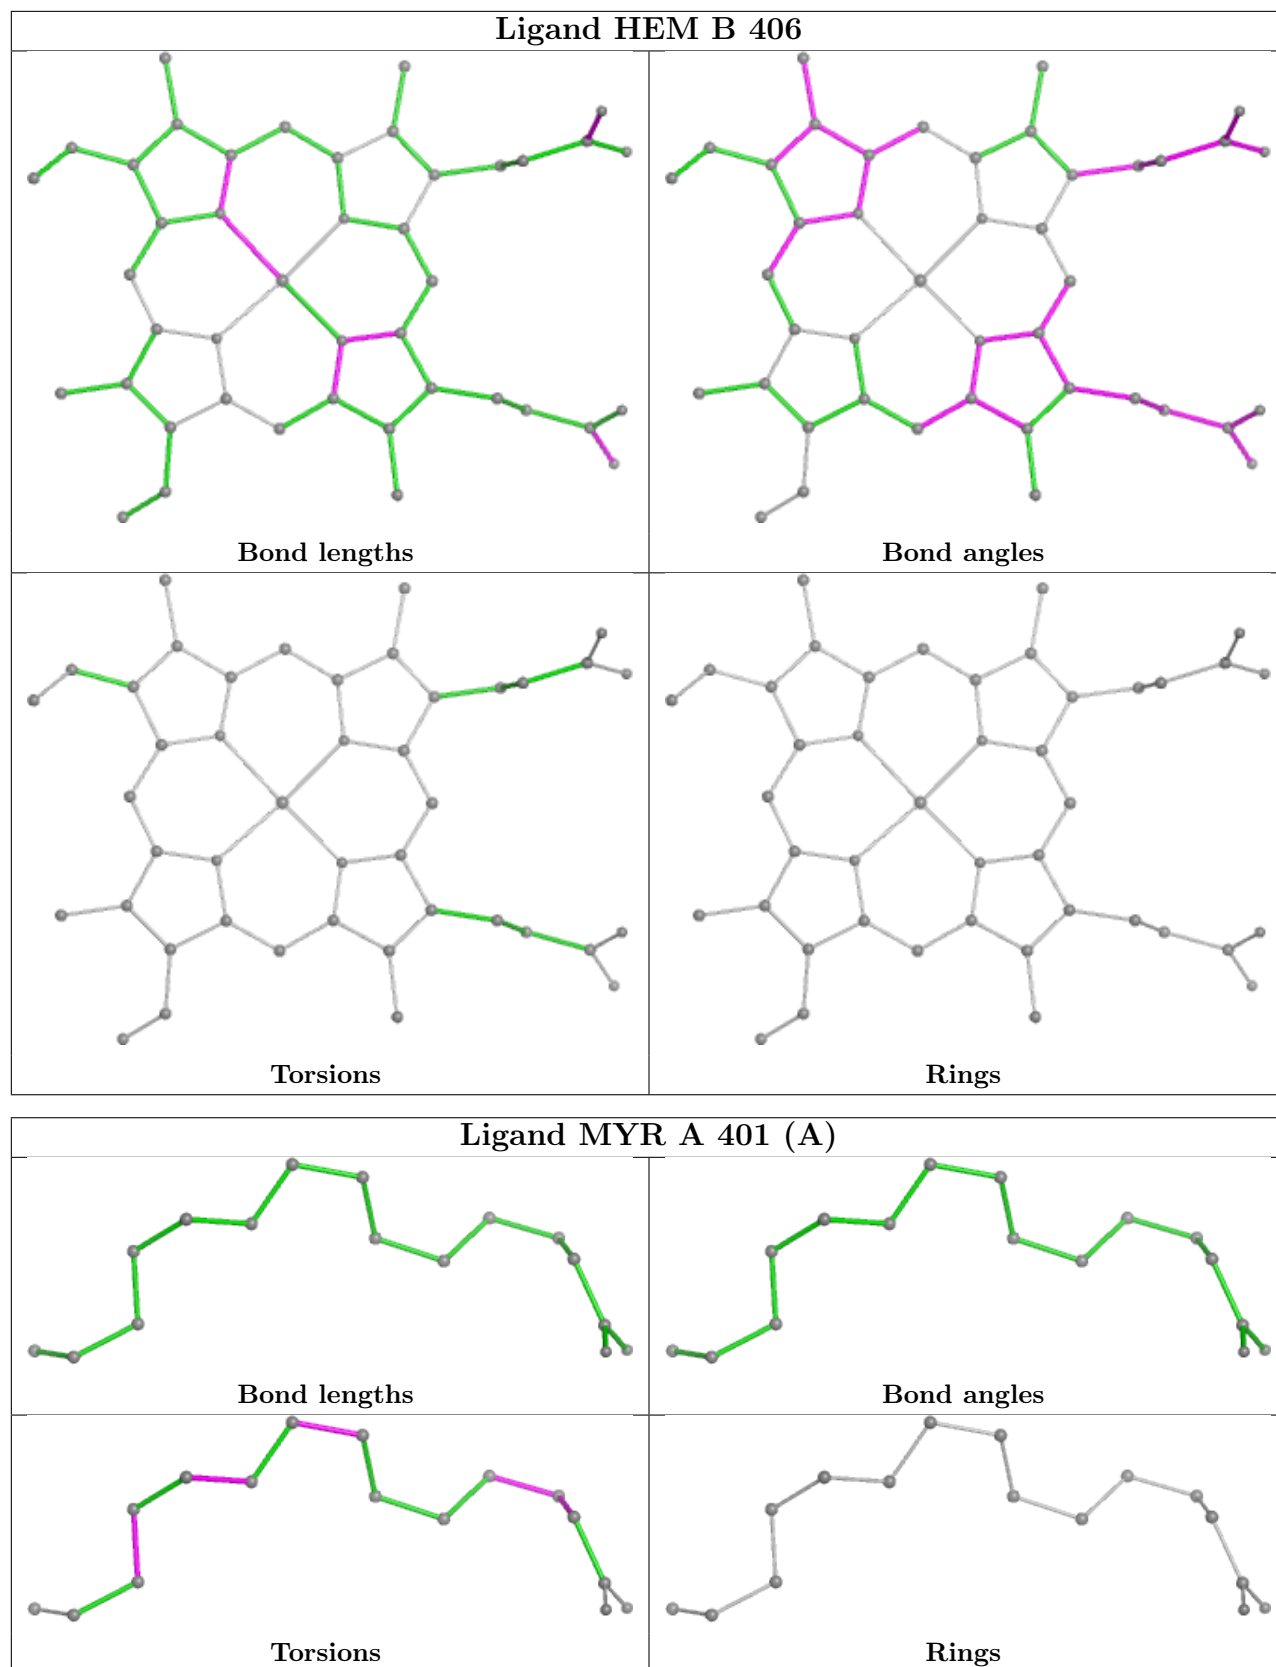 Ligand HEM B 406
Bond lengths
Bond angles
Torsions
Rings
Ligand MYR A 401 (A)
Bond lengths
Bond angles
Torsions
Rings